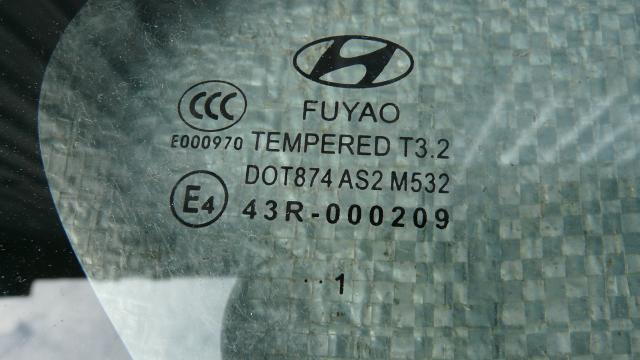 FUYAO
CCC
E000970 TEMPERED T3.2
DOT874 AS2 M532
E4 43R-000209
·· 1